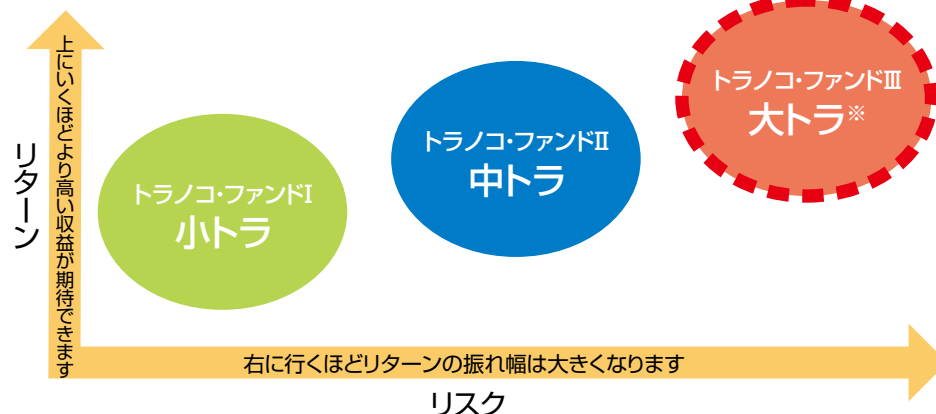 リターン
上にいくほどより高い収益が期待できます
トラノコ・ファンドⅠ
小トラ
トラノコ・ファンドⅡ
中トラ
トラノコ・ファンドⅢ
大トラ※
右に行くほどリターンの振れ幅は大きくなります
リスク